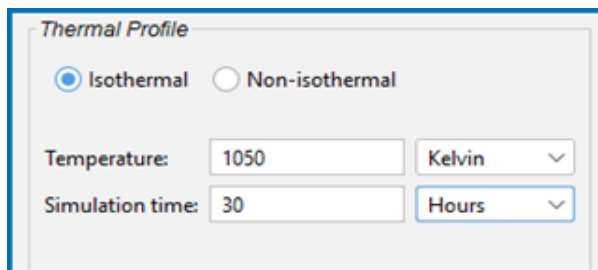 Thermal Profile
Isothermal Non-isothermal
Temperature: 1050 Kelvin
Simulation time: 30 Hours